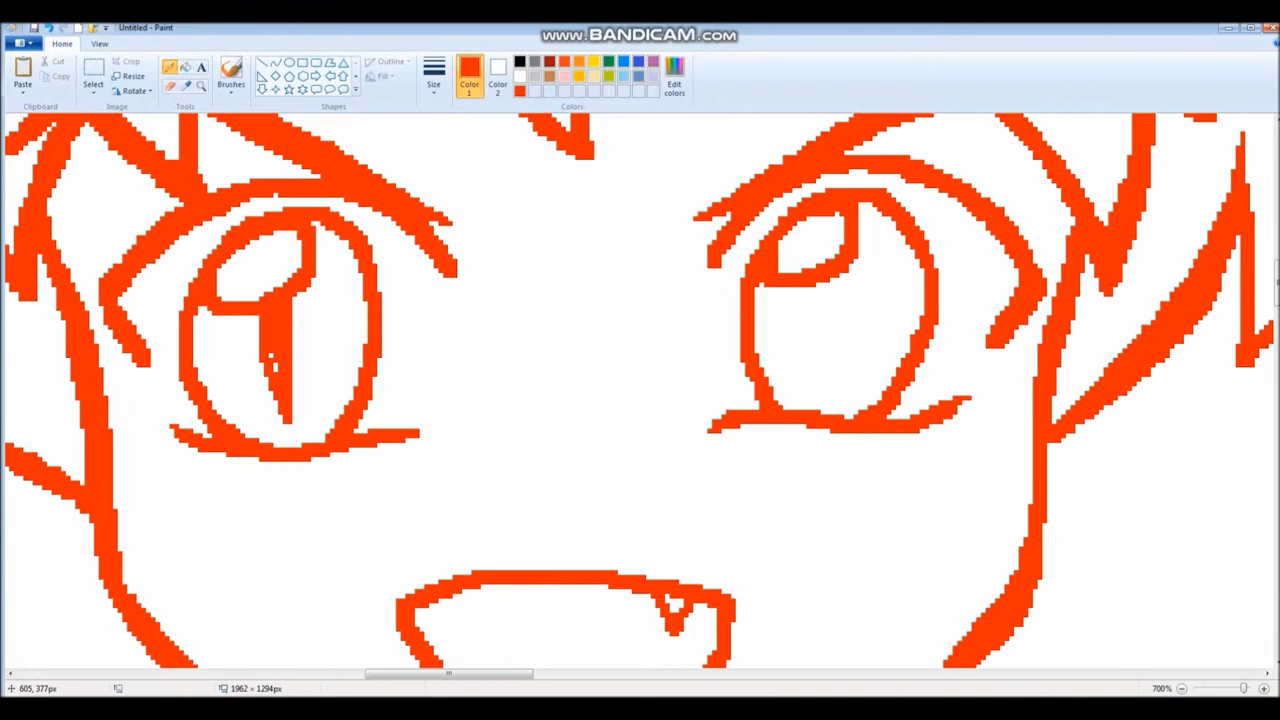 Untitled - Paint
www.BANDICAM.com
Home View
Paste
Cut
Copy
Clipboard
Select
Crop
Resize
Rotate
Image
A
Tools
Brushes
Shapes
Outline
Fill
Size
Color 1
Color 2
Edit colors
Colors
605, 377px
1962 × 1294px
700%